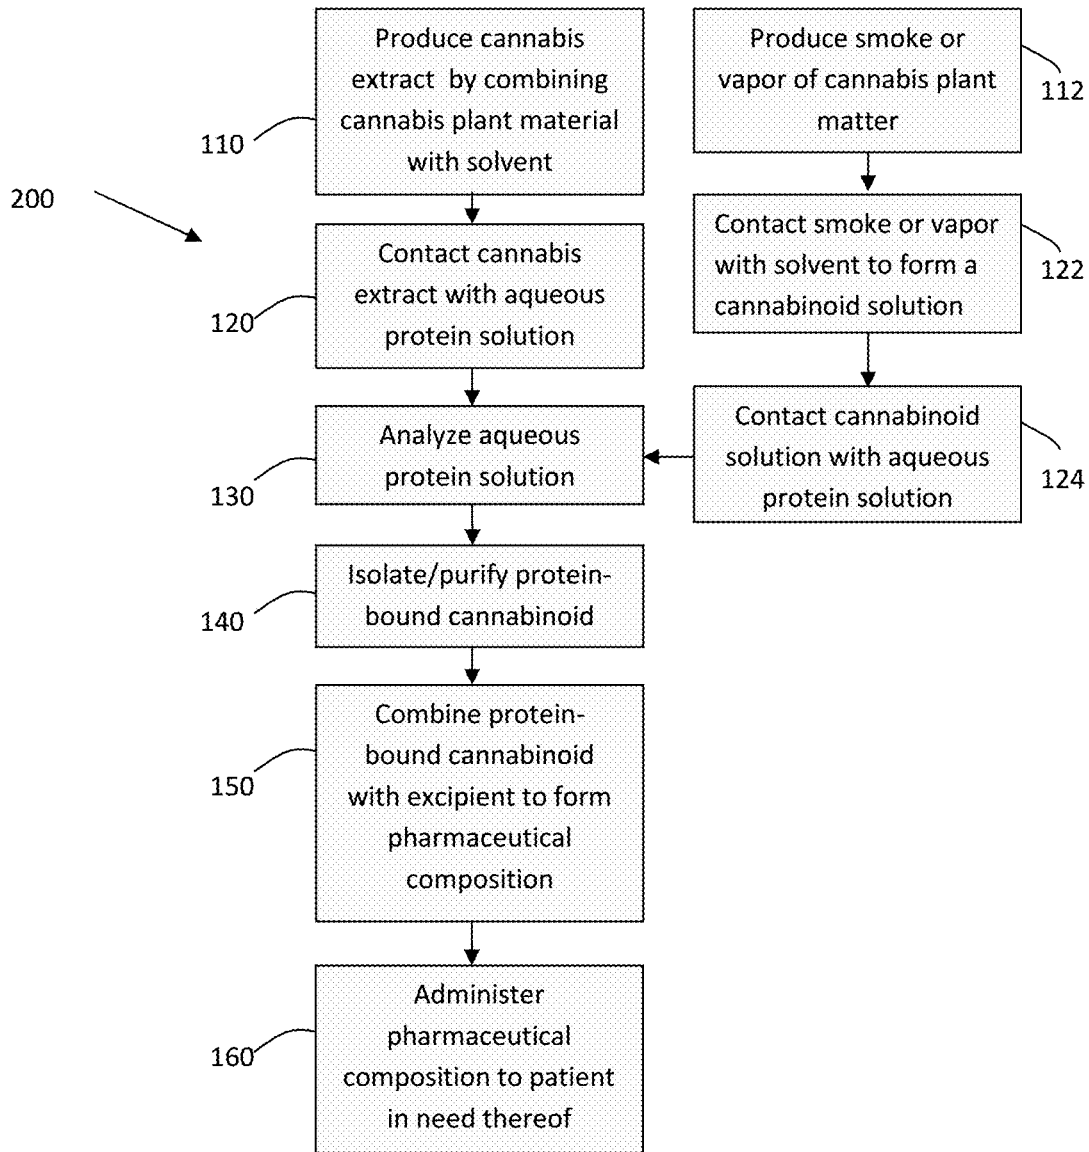 Produce cannabis
extract by combining
cannabis plant material
with solvent
110
200
Contact cannabis
extract with aqueous
protein solution
120
Analyze aqueous
protein solution
130
Isolate/purify protein-
bound cannabinoid
140
Combine protein-
bound cannabinoid
with excipient to form
pharmaceutical
composition
150
Administer
pharmaceutical
composition to patient
in need thereof
160
Produce smoke or
vapor of cannabis plant
matter
112
Contact smoke or vapor
with solvent to form a
cannabinoid solution
122
Contact cannabinoid
solution with aqueous
protein solution
124